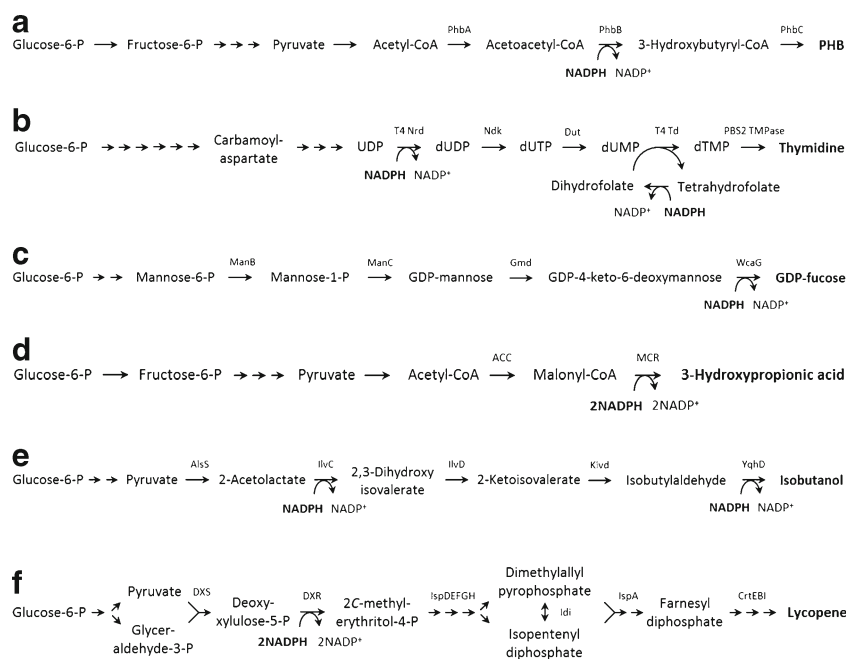 a
PhbA PhbB PhbC
Glucose-6-P Fructose-6-P Pyruvate Acetyl-CoA Acetoacetyl-CoA 3-Hydroxybutyryl-CoA PHB
NADPH NADP⁺
b
T4 Nrd Ndk Dut T4 Td PBS2 TMPase
Glucose-6-P Carbamoyl-aspartate UDP dUDP dUTP dUMP dTMP Thymidine
NADPH NADP⁺
Dihydrofolate Tetrahydrofolate
NADP⁺ NADPH
c
ManB ManC Gmd WcaG
Glucose-6-P Mannose-6-P Mannose-1-P GDP-mannose GDP-4-keto-6-deoxymannose GDP-fucose
NADPH NADP⁺
d
ACC MCR
Glucose-6-P Fructose-6-P Pyruvate Acetyl-CoA Malonyl-CoA 3-Hydroxypropionic acid
2NADPH 2NADP⁺
e
AlsS IlvC IlvD Kivd YqhD
Glucose-6-P Pyruvate 2-Acetolactate 2,3-Dihydroxy isovalerate 2-Ketoisovalerate Isobutylaldehyde Isobutanol
NADPH NADP⁺ NADPH NADP⁺
f
Pyruvate DXS DXR IspDEFGH Dimethylallyl pyrophosphate IspA CrtEBI
Glucose-6-P Deoxy-xylulose-5-P 2C-methyl-erythritol-4-P Idi Farnesyl diphosphate Lycopene
Glycer-aldehyde-3-P 2NADPH 2NADP⁺ Isopentenyl diphosphate